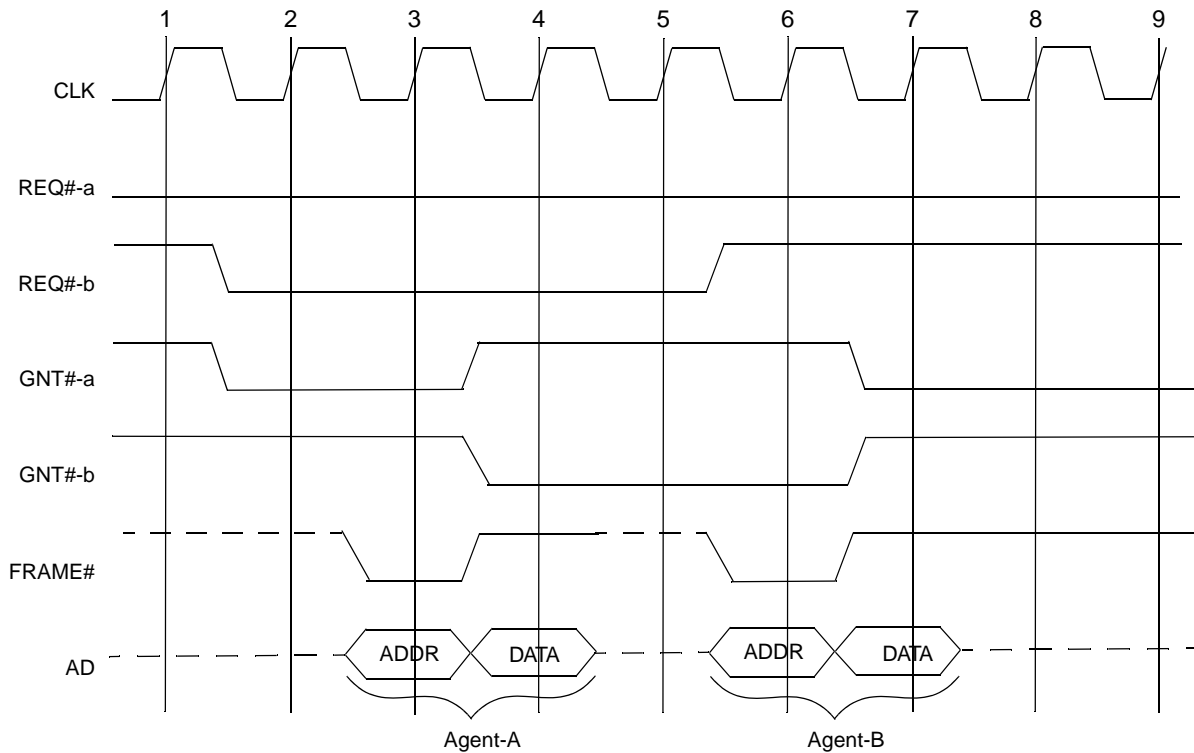 1 2 3 4 5 6 7 8 9
CLK
REQ#-a
REQ#-b
GNT#-a
GNT#-b
FRAME#
AD ADDR DATA ADDR DATA
Agent-A Agent-B